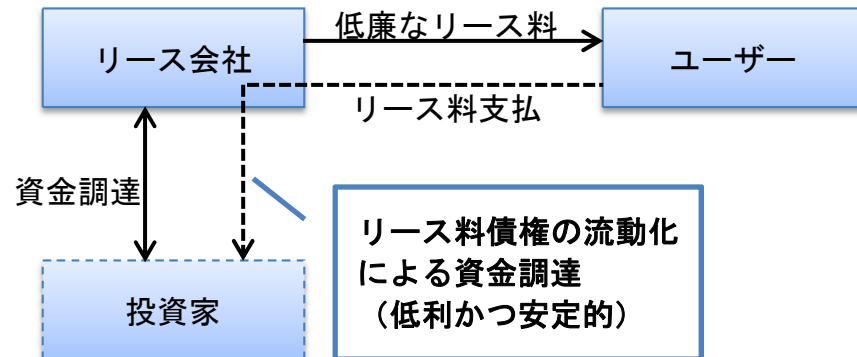 低廉なリース料
リース会社
ユーザー
リース料支払
資金調達
リース料債権の流動化
による資金調達
（低利かつ安定的）
投資家